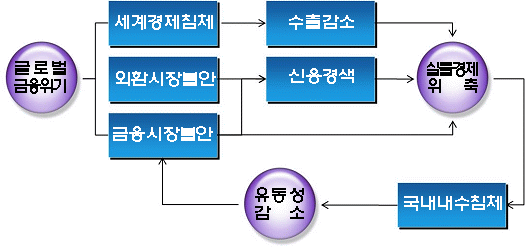 세계경제침체
수출감소
글로벌
금융위기
외환시장불안
신용경색
실물경제
위 축
금융시장불안
유동성
감 소
국내내수침체